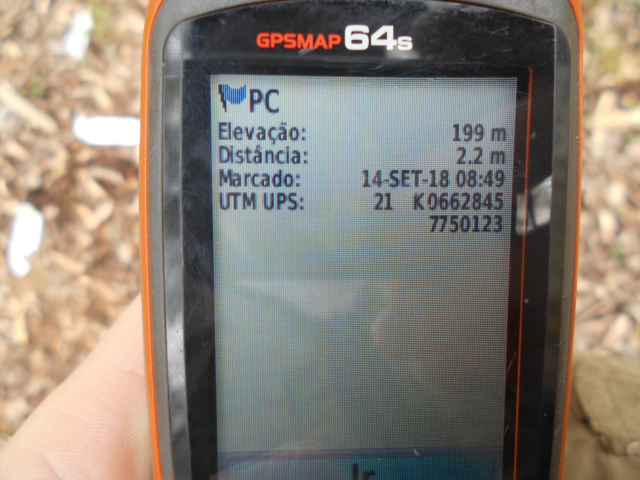 GPSMAP 64s
PC
Elevação: 199 m
Distância: 2.2 m
Marcado: 14-SET-18 08:49
UTM UPS: 21 K 0662845
7750123
Ir